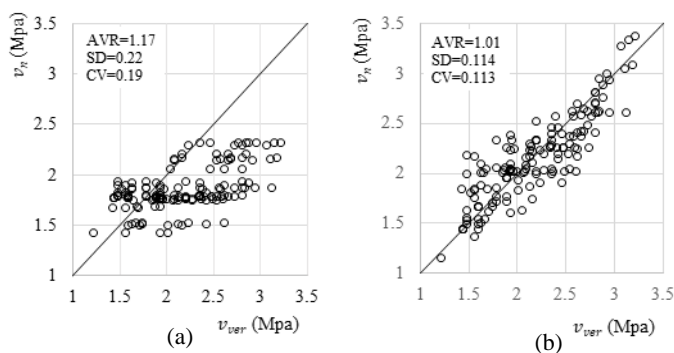 3.5
3
2.5
2
1.5
1
v_n (Mpa)
AVR=1.17
SD=0.22
CV=0.19
1 1.5 2 2.5 3 3.5
v_ver (Mpa)
(a)
3.5
3
2.5
2
1.5
1
v_n (Mpa)
AVR=1.01
SD=0.114
CV=0.113
1 1.5 2 2.5 3 3.5
v_ver (Mpa)
(b)